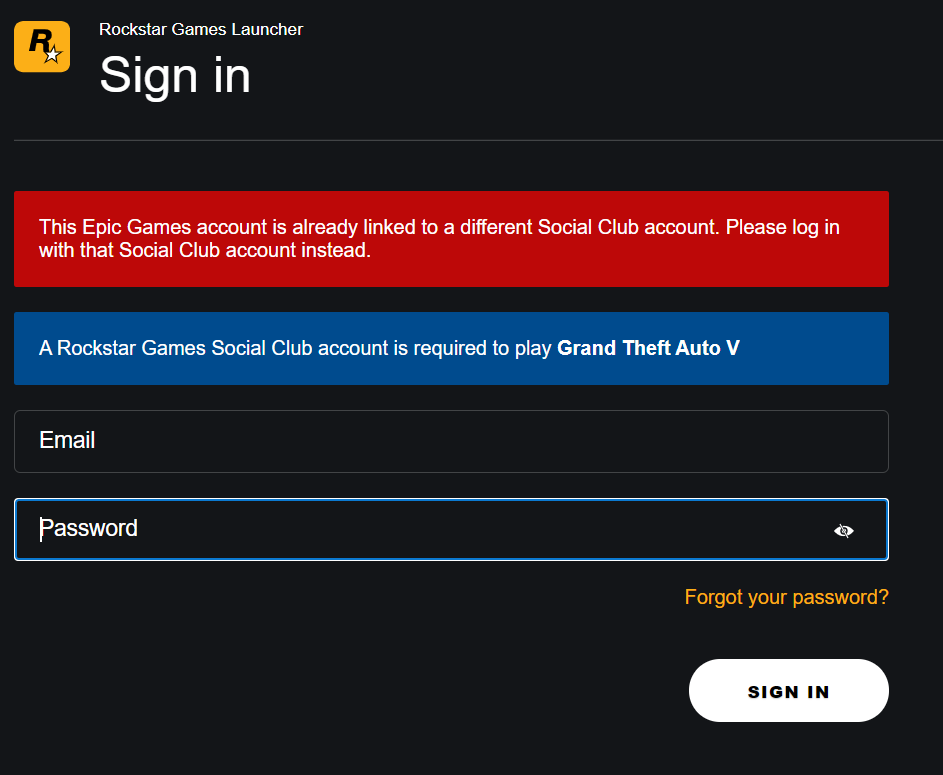 R
Rockstar Games Launcher
Sign in
This Epic Games account is already linked to a different Social Club account. Please log in
with that Social Club account instead.
A Rockstar Games Social Club account is required to play Grand Theft Auto V
Email
Password
Forgot your password?
SIGN IN